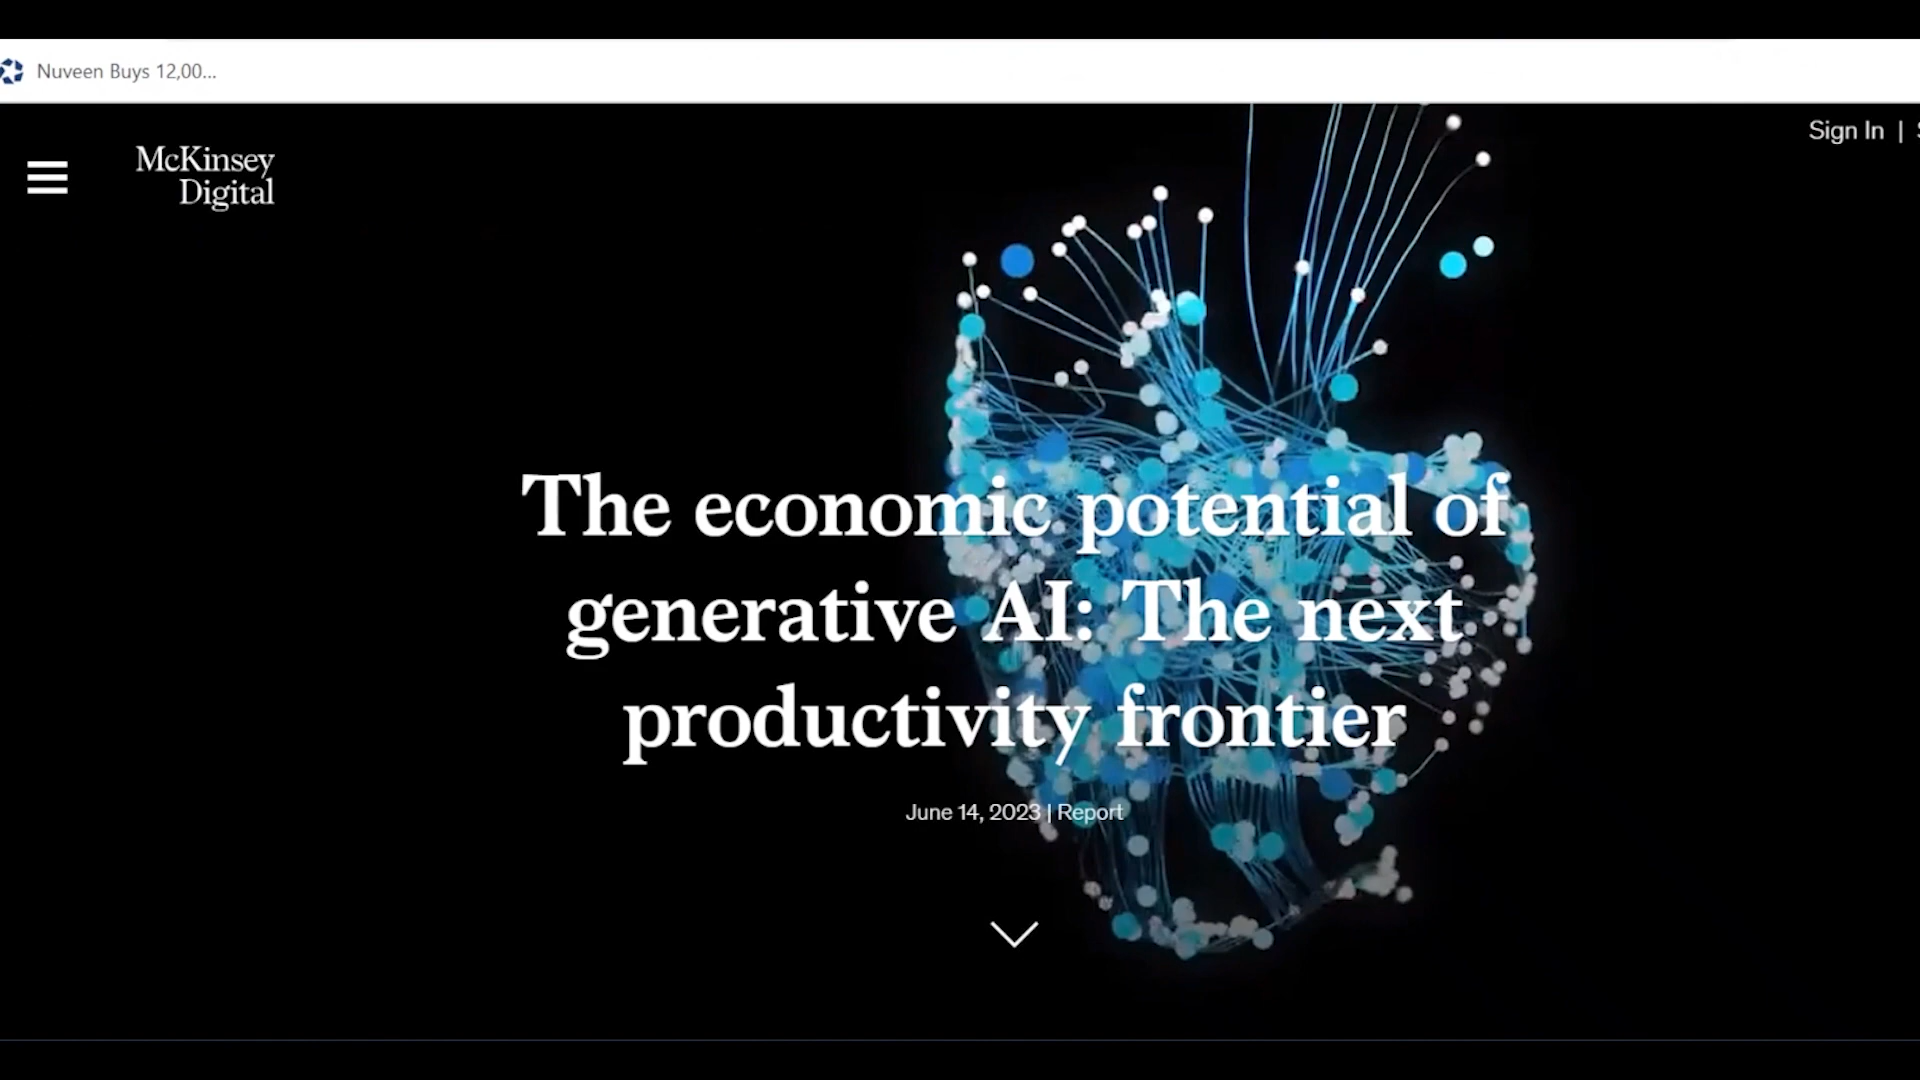 Nuveen Buys 12,00...
Sign In |
McKinsey
Digital
The economic potential of
generative AI: The next
productivity frontier
June 14, 2023 | Report